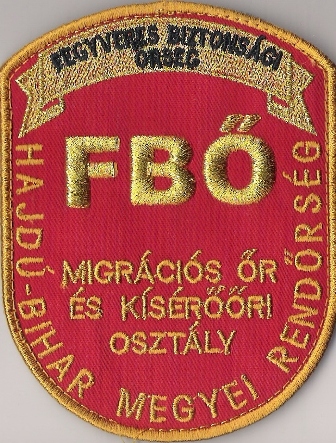 FEGYVERES BIZTONSÁGI
ŐRSÉG
FBŐ
MIGRÁCIÓS ŐR
ÉS KÍSÉRŐŐRI
OSZTÁLY
HAJDÚ-BIHAR MEGYEI RENDŐRSÉG